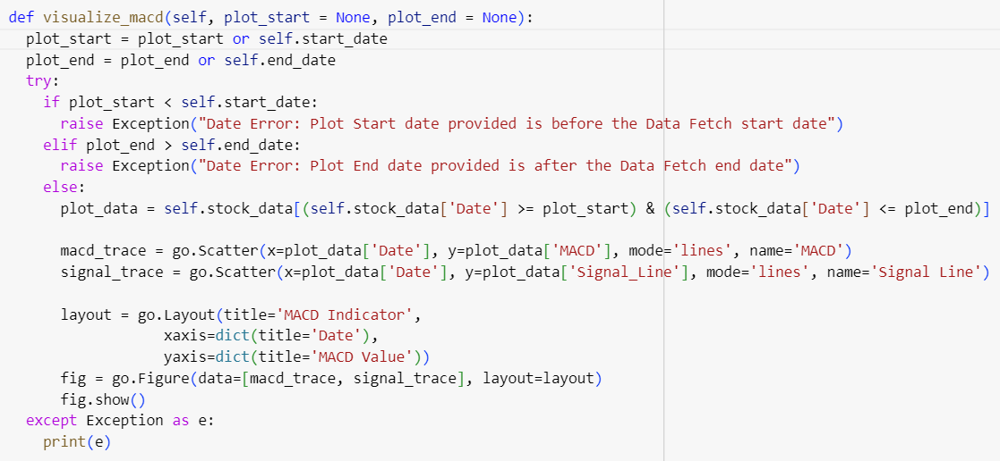 def visualize_macd(self, plot_start = None, plot_end = None):
  plot_start = plot_start or self.start_date
  plot_end = plot_end or self.end_date
  try:
    if plot_start < self.start_date:
      raise Exception("Date Error: Plot Start date provided is before the Data Fetch start date")
    elif plot_end > self.end_date:
      raise Exception("Date Error: Plot End date provided is after the Data Fetch end date")
    else:
      plot_data = self.stock_data[(self.stock_data['Date'] >= plot_start) & (self.stock_data['Date'] <= plot_end)]

      macd_trace = go.Scatter(x=plot_data['Date'], y=plot_data['MACD'], mode='lines', name='MACD')
      signal_trace = go.Scatter(x=plot_data['Date'], y=plot_data['Signal_Line'], mode='lines', name='Signal Line')

      layout = go.Layout(title='MACD Indicator',
                  xaxis=dict(title='Date'),
                  yaxis=dict(title='MACD Value'))
      fig = go.Figure(data=[macd_trace, signal_trace], layout=layout)
      fig.show()
  except Exception as e:
    print(e)